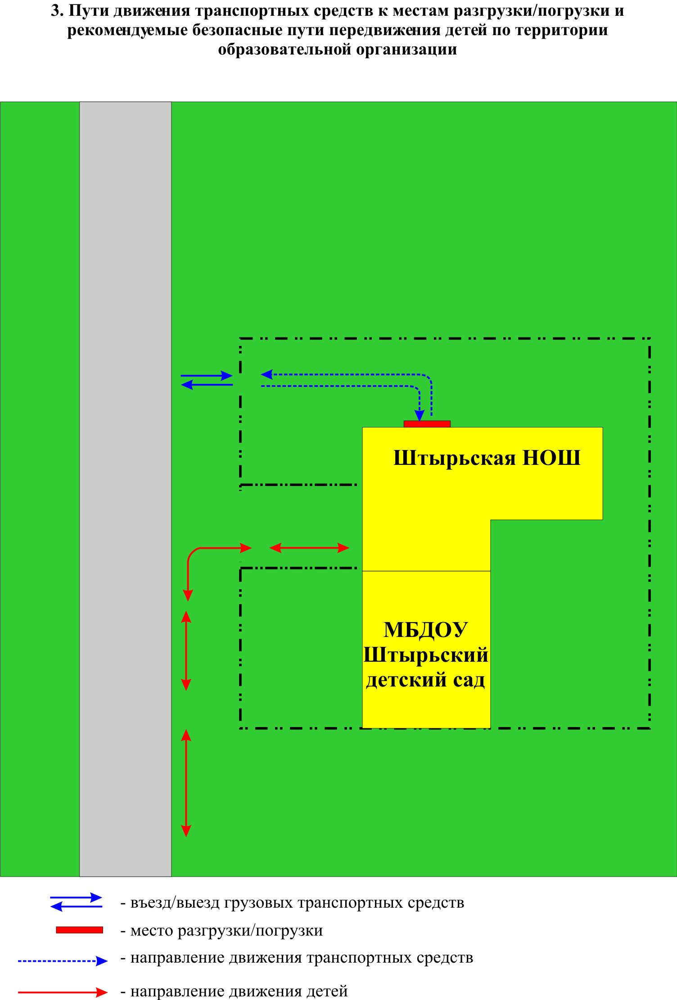 3. Пути движения транспортных средств к местам разгрузки/погрузки и
рекомендуемые безопасные пути передвижения детей по территории
образовательной организации
Штырьская НОШ
МБДОУ
Штырьский
детский сад
- въезд/выезд грузовых транспортных средств
- место разгрузки/погрузки
- направление движения транспортных средств
- направление движения детей